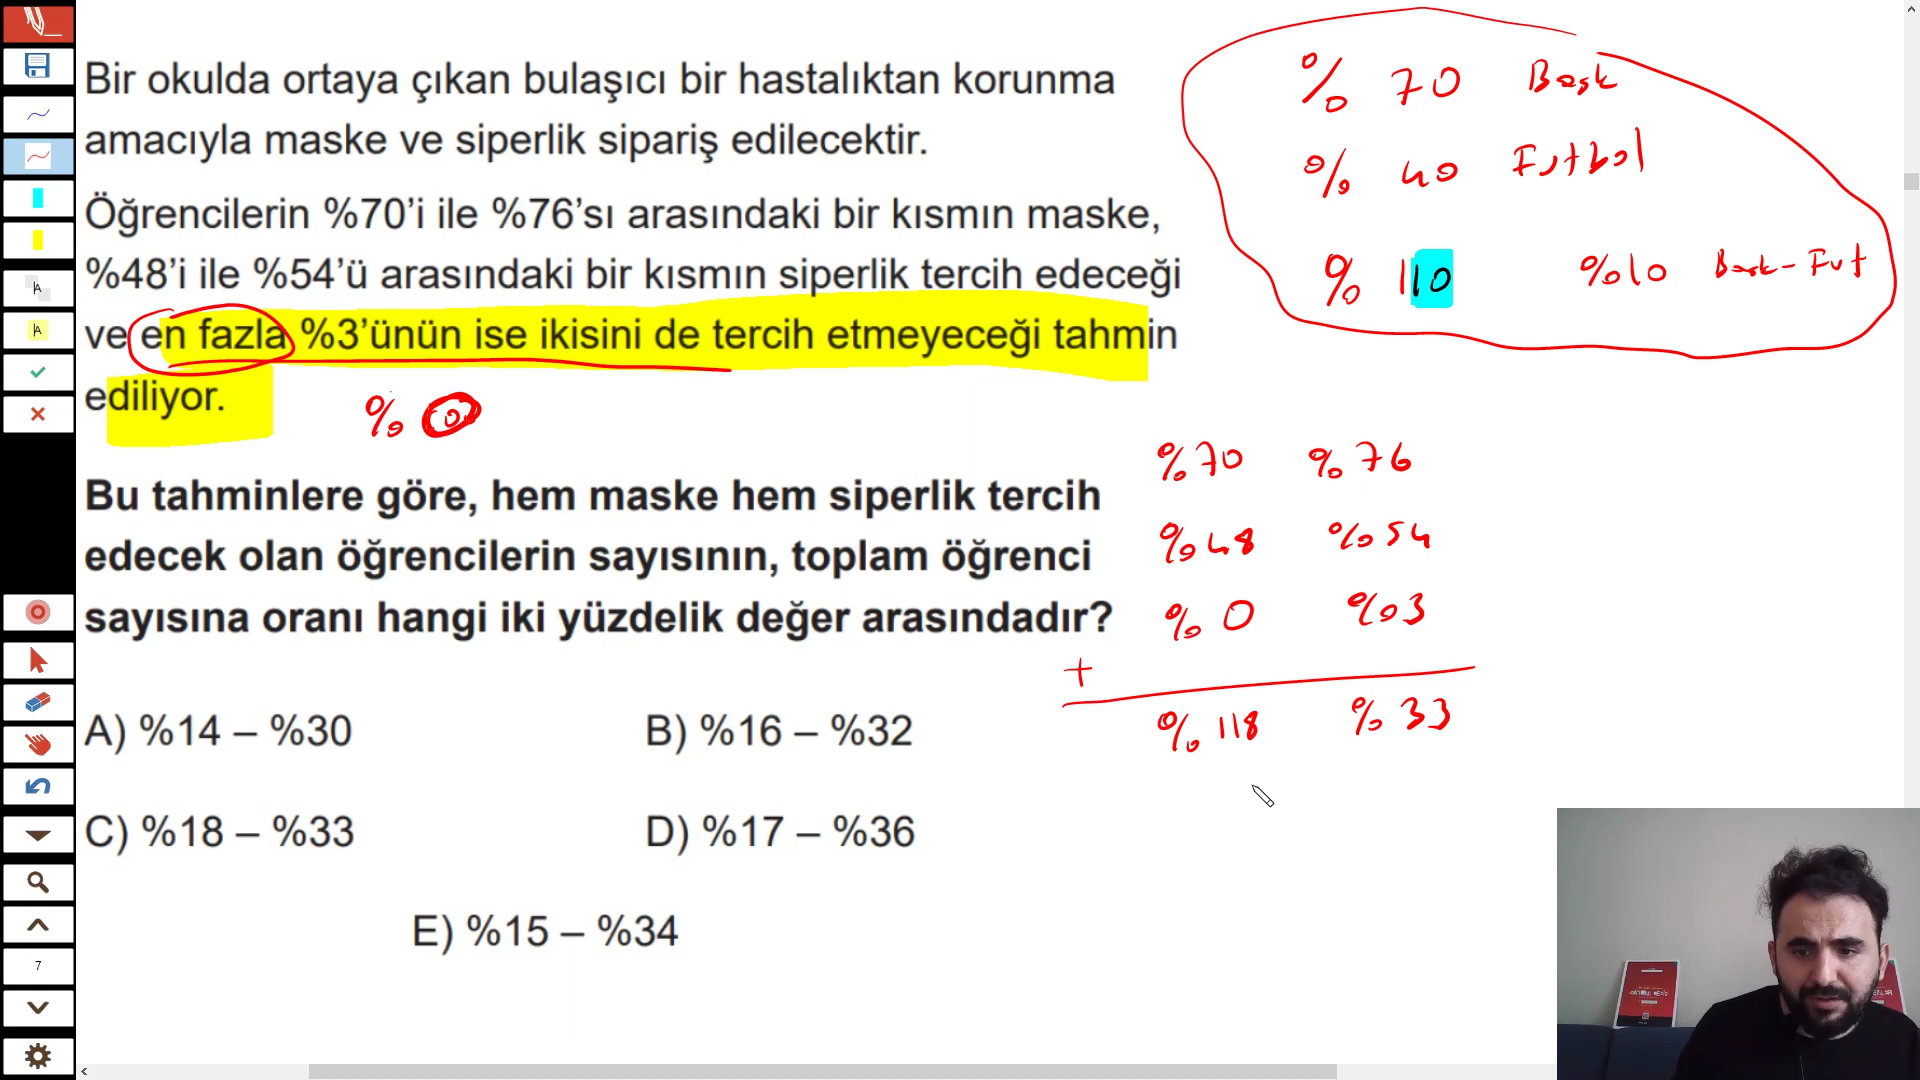 Bir okulda ortaya çıkan bulaşıcı bir hastalıktan korunma
amacıyla maske ve siperlik sipariş edilecektir.
Öğrencilerin %70’i ile %76’sı arasındaki bir kısmın maske,
%48’i ile %54’ü arasındaki bir kısmın siperlik tercih edeceği
ve en fazla %3’ünün ise ikisini de tercih etmeyeceği tahmin
ediliyor.
% 0
Bu tahminlere göre, hem maske hem siperlik tercih
edecek olan öğrencilerin sayısının, toplam öğrenci
sayısına oranı hangi iki yüzdelik değer arasındadır?
A) %14 – %30
B) %16 – %32
C) %18 – %33
D) %17 – %36
E) %15 – %34
% 70 Bask
% 40 Futbol
% 110 %10 Bask-Fut
%70 %76
%48 %54
% 0 %3
+
% 118 % 33
7